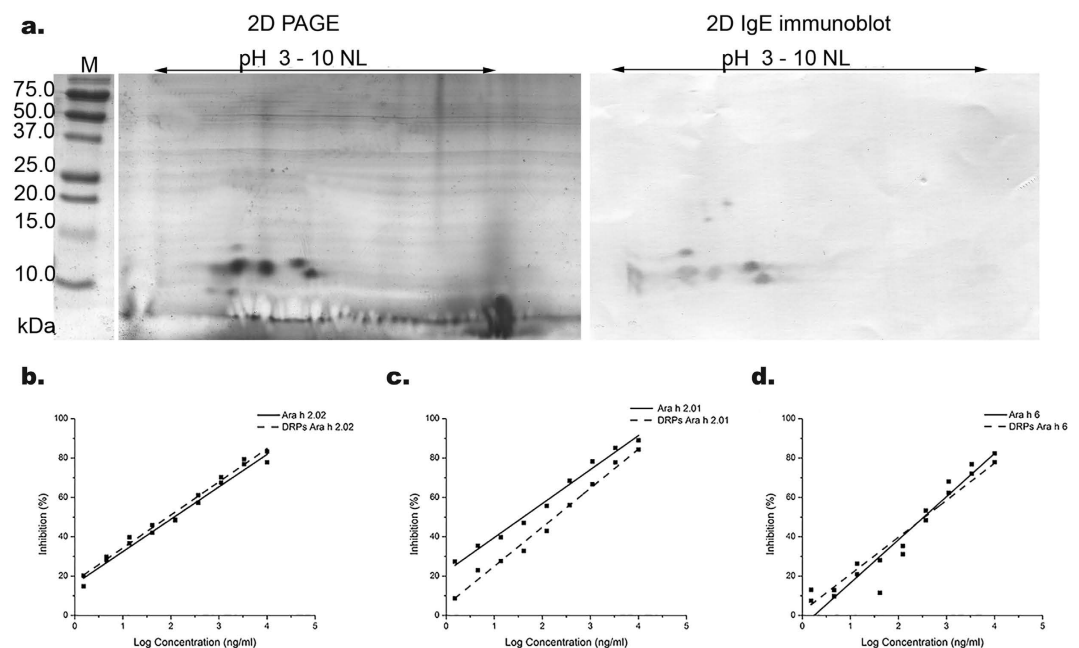 a.
2D PAGE
2D IgE immunoblot
M
pH 3 - 10 NL
pH 3 - 10 NL
75.0
50.0
37.0
25.0
20.0
15.0
10.0
kDa
b.
c.
d.
Ara h 2.02
DRPs Ara h 2.02
100
80
60
40
20
0
Inhibition (%)
0 1 2 3 4 5
Log Concentration (ng/ml)
Ara h 2.01
DRPs Ara h 2.01
100
80
60
40
20
0
Inhibition (%)
0 1 2 3 4 5
Log Concentration (ng/ml)
Ara h 6
DRPs Ara h 6
100
80
60
40
20
0
Inhibition (%)
0 1 2 3 4 5
Log Concentration (ng/ml)